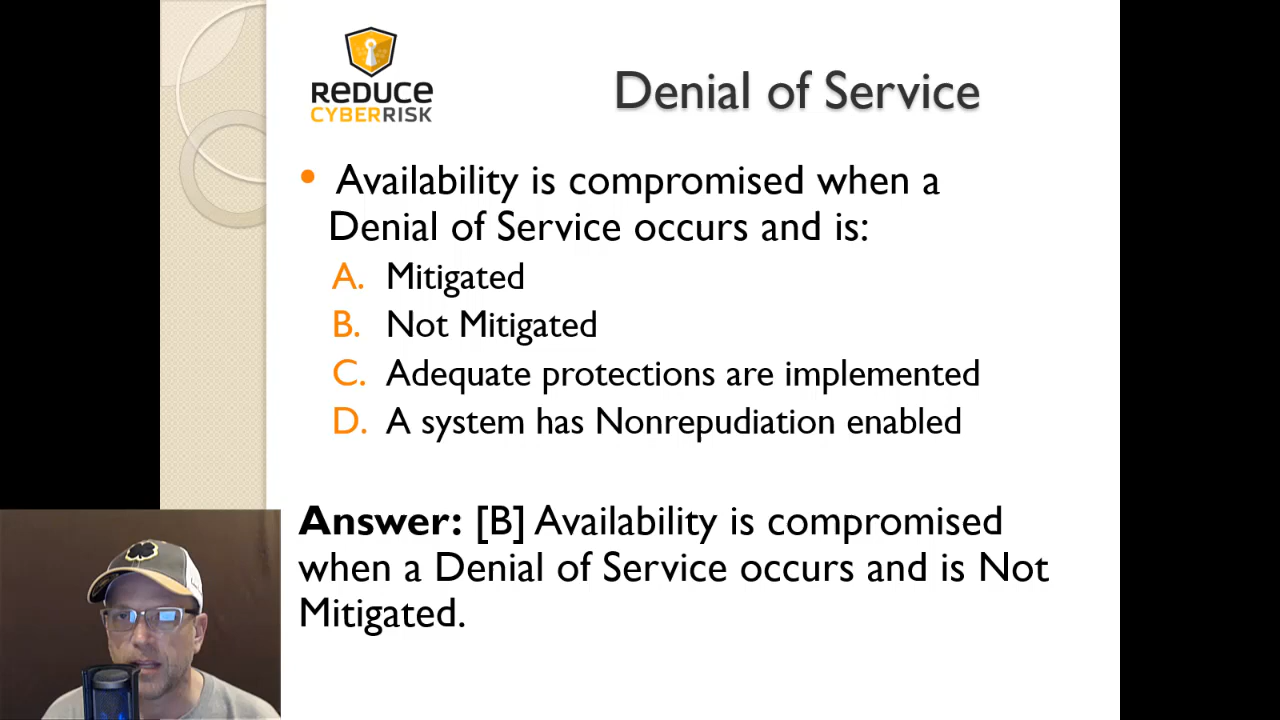 REDUCE
CYBERRISK
Denial of Service
• Availability is compromised when a
Denial of Service occurs and is:
A. Mitigated
B. Not Mitigated
C. Adequate protections are implemented
D. A system has Nonrepudiation enabled
Answer: [B] Availability is compromised
when a Denial of Service occurs and is Not
Mitigated.